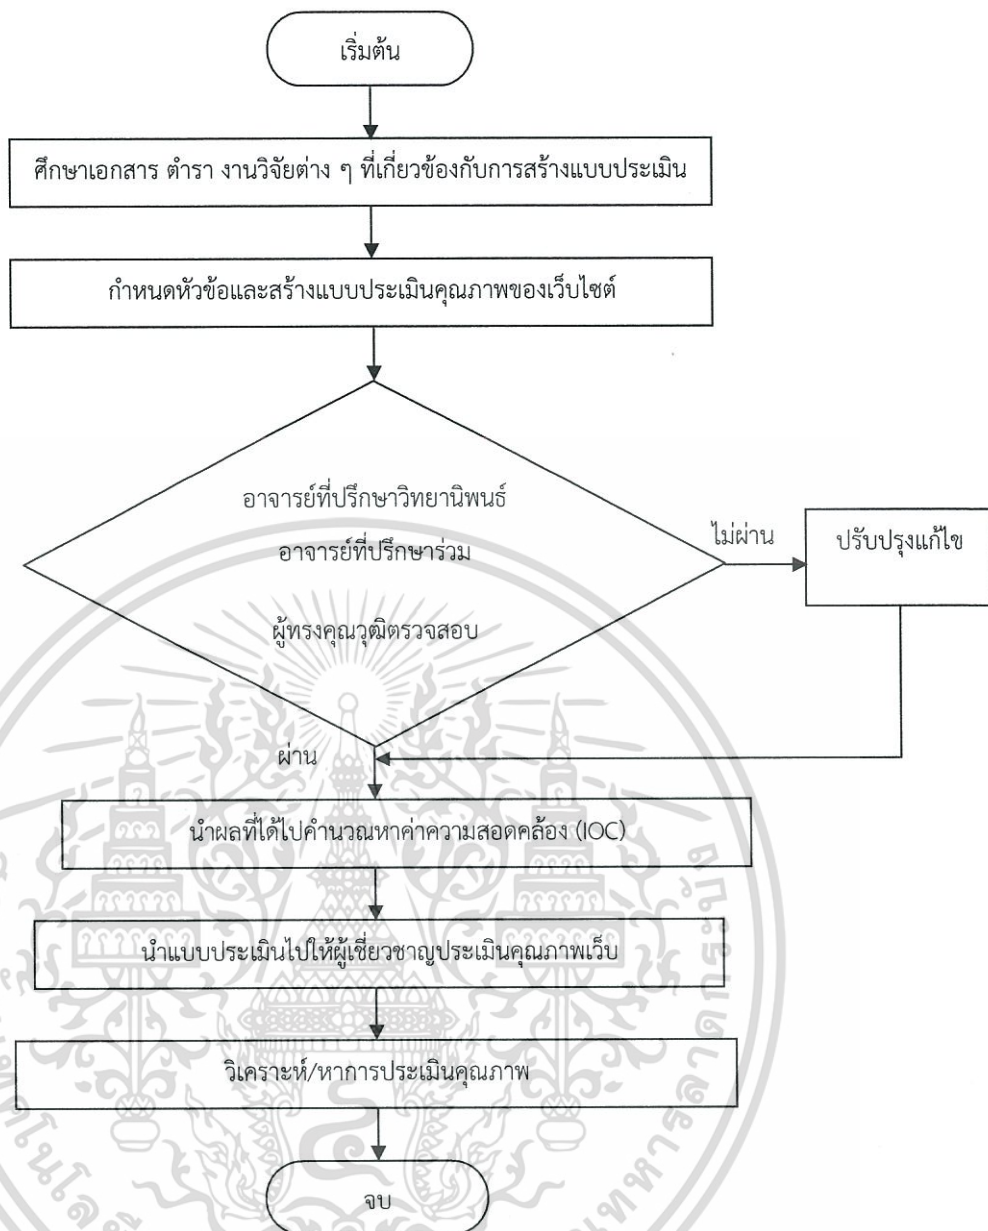 เริ่มต้น
ศึกษาเอกสาร ตำรา งานวิจัยต่าง ๆ ที่เกี่ยวข้องกับการสร้างแบบประเมิน
กำหนดหัวข้อและสร้างแบบประเมินคุณภาพของเว็บไซต์
อาจารย์ที่ปรึกษาวิทยานิพนธ์
อาจารย์ที่ปรึกษาร่วม
ผู้ทรงคุณวุฒิตรวจสอบ
ไม่ผ่าน
ปรับปรุงแก้ไข
ผ่าน
นำผลที่ได้ไปคำนวณหาค่าความสอดคล้อง (IOC)
นำแบบประเมินไปให้ผู้เชี่ยวชาญประเมินคุณภาพเว็บ
วิเคราะห์/หาการประเมินคุณภาพ
จบ